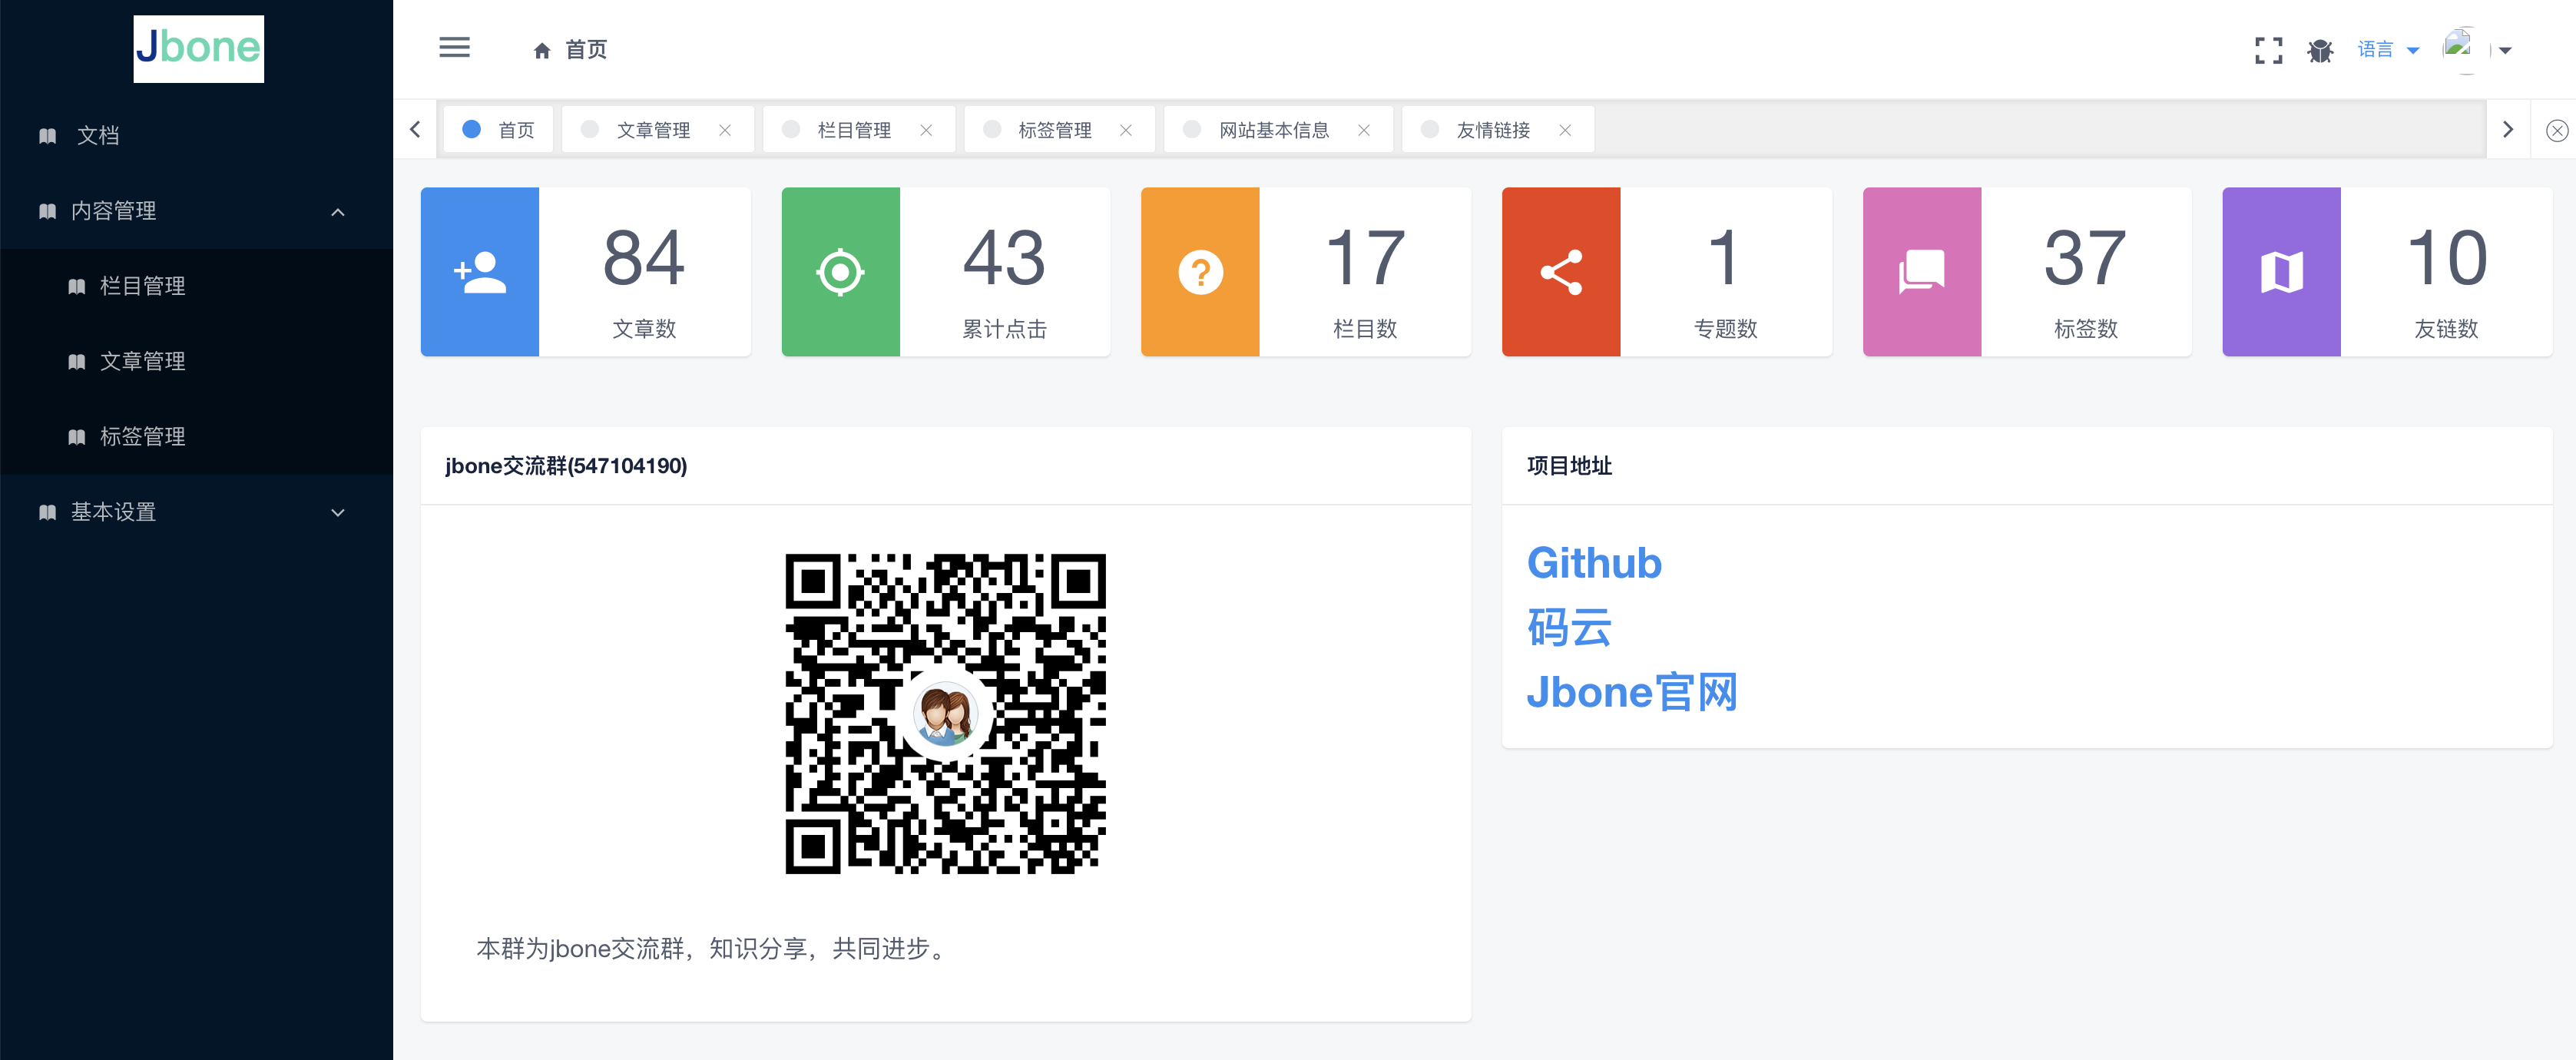 Jbone
文档
内容管理
栏目管理
文章管理
标签管理
基本设置
首页
语言
首页
文章管理
栏目管理
标签管理
网站基本信息
友情链接
84
文章数
43
累计点击
17
栏目数
1
专题数
37
标签数
10
友链数
jbone交流群(547104190)
本群为jbone交流群，知识分享，共同进步。
项目地址
Github
码云
Jbone官网